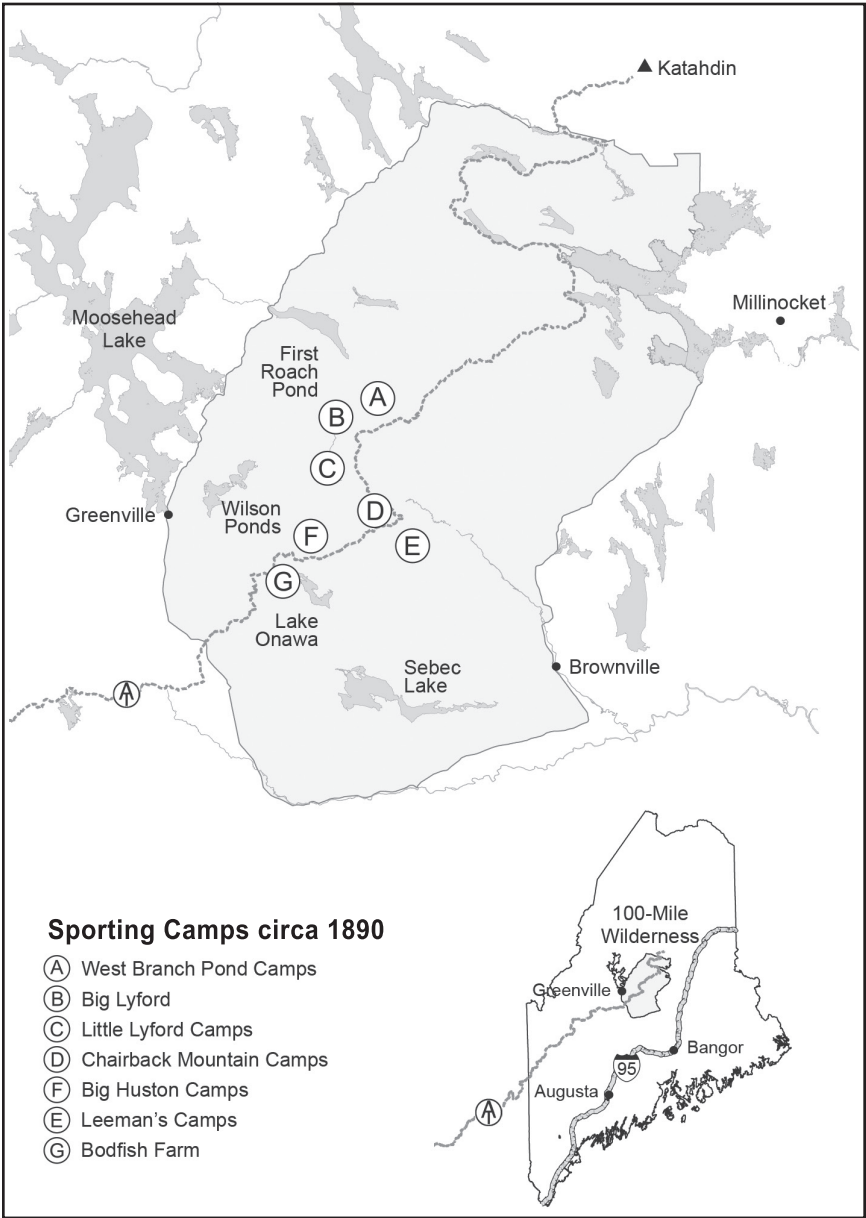 Katahdin
Millinocket
Moosehead
Lake
First
Roach
Pond
A
B
C
Greenville
Wilson
Ponds
D
F
E
G
Lake
Onawa
Sebec
Lake
Brownville
AT
Sporting Camps circa 1890
A West Branch Pond Camps
B Big Lyford
C Little Lyford Camps
D Chairback Mountain Camps
F Big Huston Camps
E Leeman's Camps
G Bodfish Farm
100-Mile
Wilderness
Greenville
Bangor
95
Augusta
AT